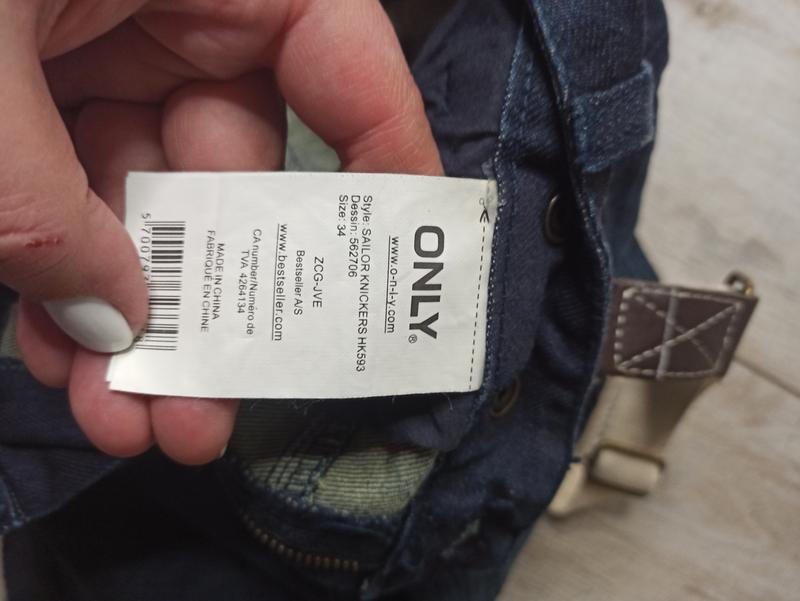 ONLY®
www.o-n-l-y.com
Style: SAILOR KNICKERS HK593
Dessin: 562706
Size: 34
ZCG-JVE
Bestseller A/S
www.bestseller.com
CA number/Numéro de
TVA 4264134
MADE IN CHINA
FABRIQUÉ EN CHINE